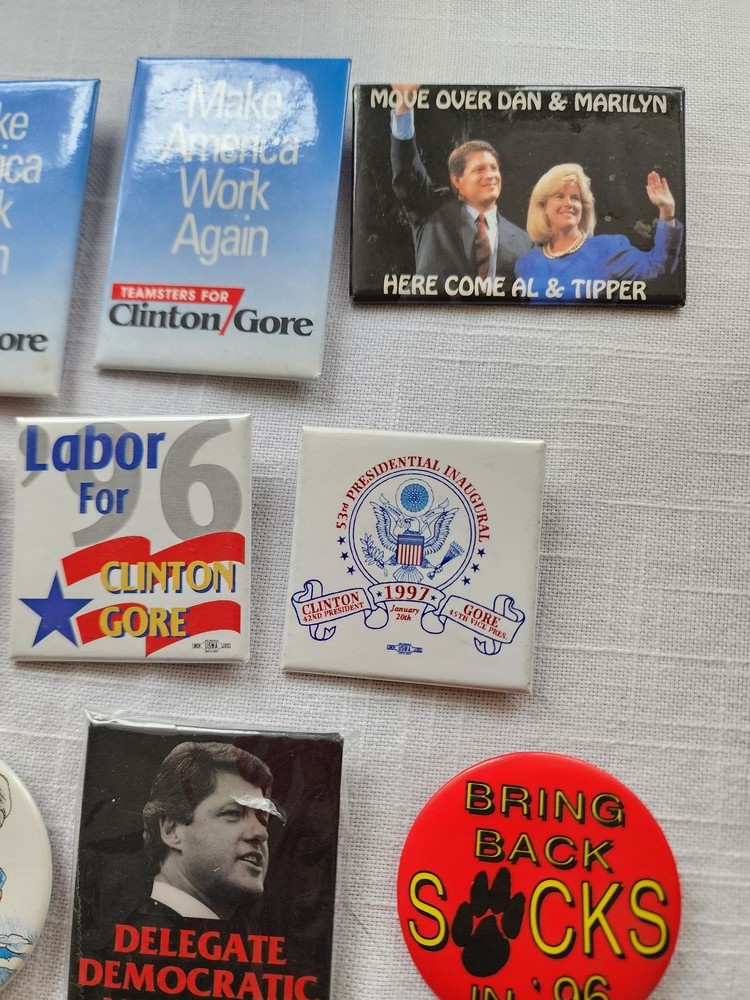 ke
ica
k
n
ore
Make
America
Work
Again
TEAMSTERS FOR
Clinton/Gore
MOVE OVER DAN & MARILYN
HERE COME AL & TIPPER
'96
Labor
For
CLINTON
GORE
53rd PRESIDENTIAL INAUGURAL
1997
January
20th
CLINTON
42ND PRESIDENT
GORE
45TH VICE PRES.
DELEGATE
DEMOCRATIC
BRING
BACK
SOCKS
IN '96